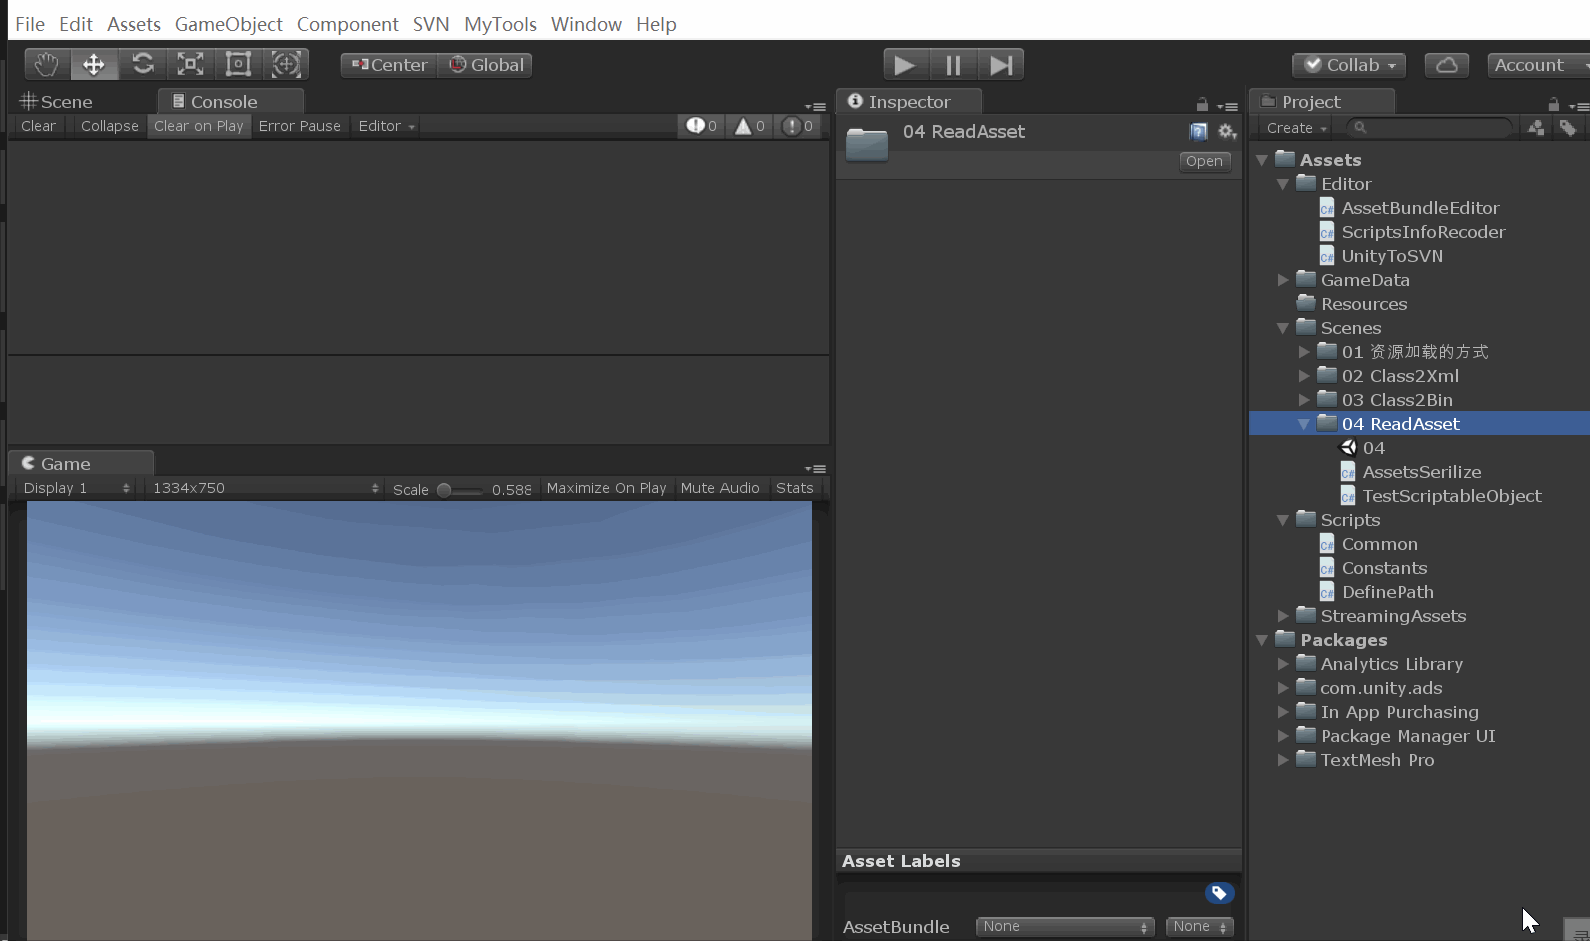 File Edit Assets GameObject Component SVN MyTools Window Help
Center Global
Collab
Account
Scene
Console
Clear Collapse Clear on Play Error Pause Editor
0 0 0
Game
Display 1 1334x750 Scale 0.588 Maximize On Play Mute Audio Stats
Inspector
04 ReadAsset
Open
Asset Labels
AssetBundle None None
Project
Create
Assets
Editor
AssetBundleEditor
ScriptsInfoRecoder
UnityToSVN
GameData
Resources
Scenes
01 资源加载的方式
02 Class2Xml
03 Class2Bin
04 ReadAsset
04
AssetsSerilize
TestScriptableObject
Scripts
Common
Constants
DefinePath
StreamingAssets
Packages
Analytics Library
com.unity.ads
In App Purchasing
Package Manager UI
TextMesh Pro